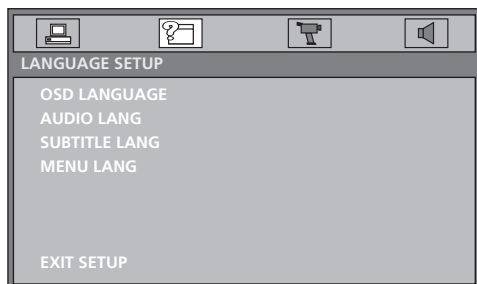 LANGUAGE SETUP
OSD LANGUAGE
AUDIO LANG
SUBTITLE LANG
MENU LANG
EXIT SETUP